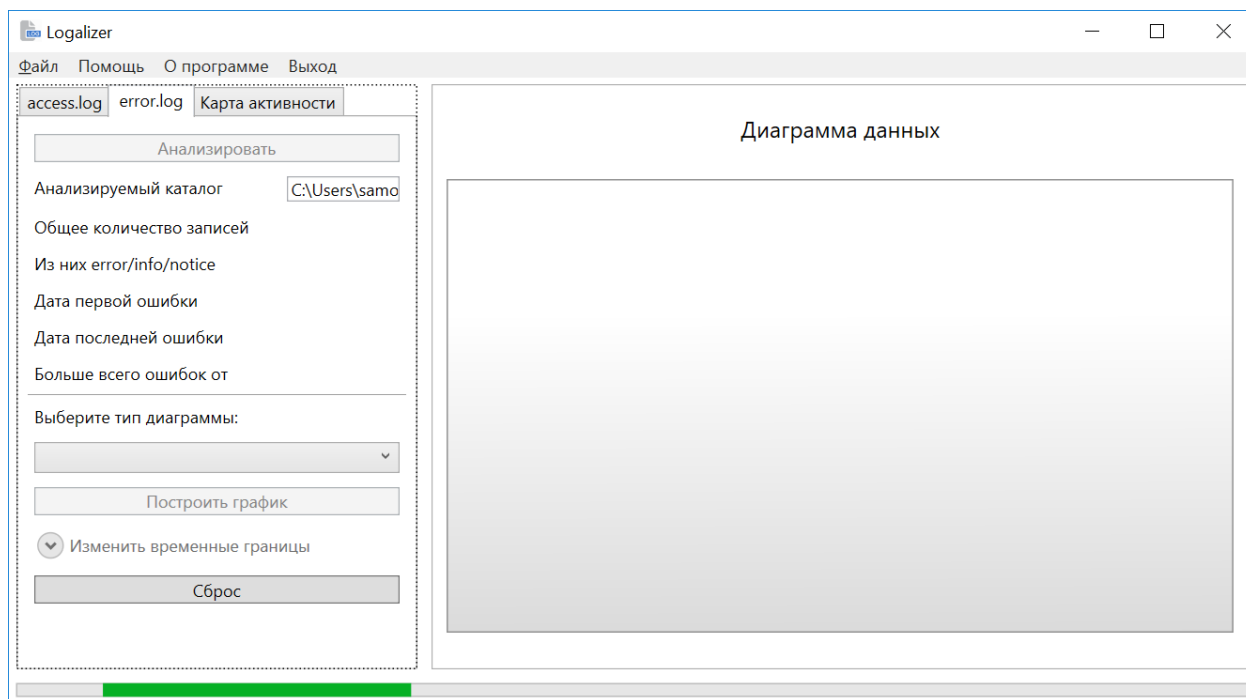 Logalizer
Файл Помощь О программе Выход
access.log error.log Карта активности
Анализировать
Анализируемый каталог C:\Users\samo
Общее количество записей
Из них error/info/notice
Дата первой ошибки
Дата последней ошибки
Больше всего ошибок от
Выберите тип диаграммы:
Построить график
Изменить временные границы
Сброс
Диаграмма данных